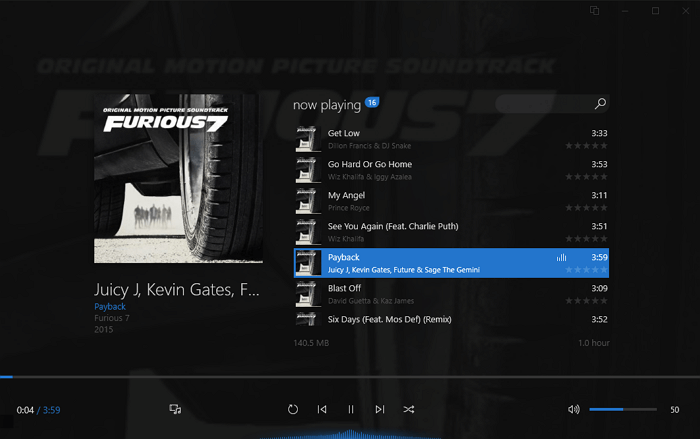 ORIGINAL MOTION PICTURE SOUNDTRACK
FURIOUS 7
ORIGINAL MOTION PICTURE SOUNDTRACK
FURIOUS 7
Juicy J, Kevin Gates, F...
Payback
Furious 7
2015
now playing 16
Get Low 3:33
Dillon Francis & DJ Snake
Go Hard Or Go Home 3:53
Wiz Khalifa & Iggy Azalea
My Angel 3:11
Prince Royce
See You Again (Feat. Charlie Puth) 3:51
Wiz Khalifa
Payback 3:59
Juicy J, Kevin Gates, Future & Sage The Gemini
Blast Off 3:09
David Guetta & Kaz James
Six Days (Feat. Mos Def) (Remix) 3:52
140.5 MB 1.0 hour
0:04 / 3:59 50